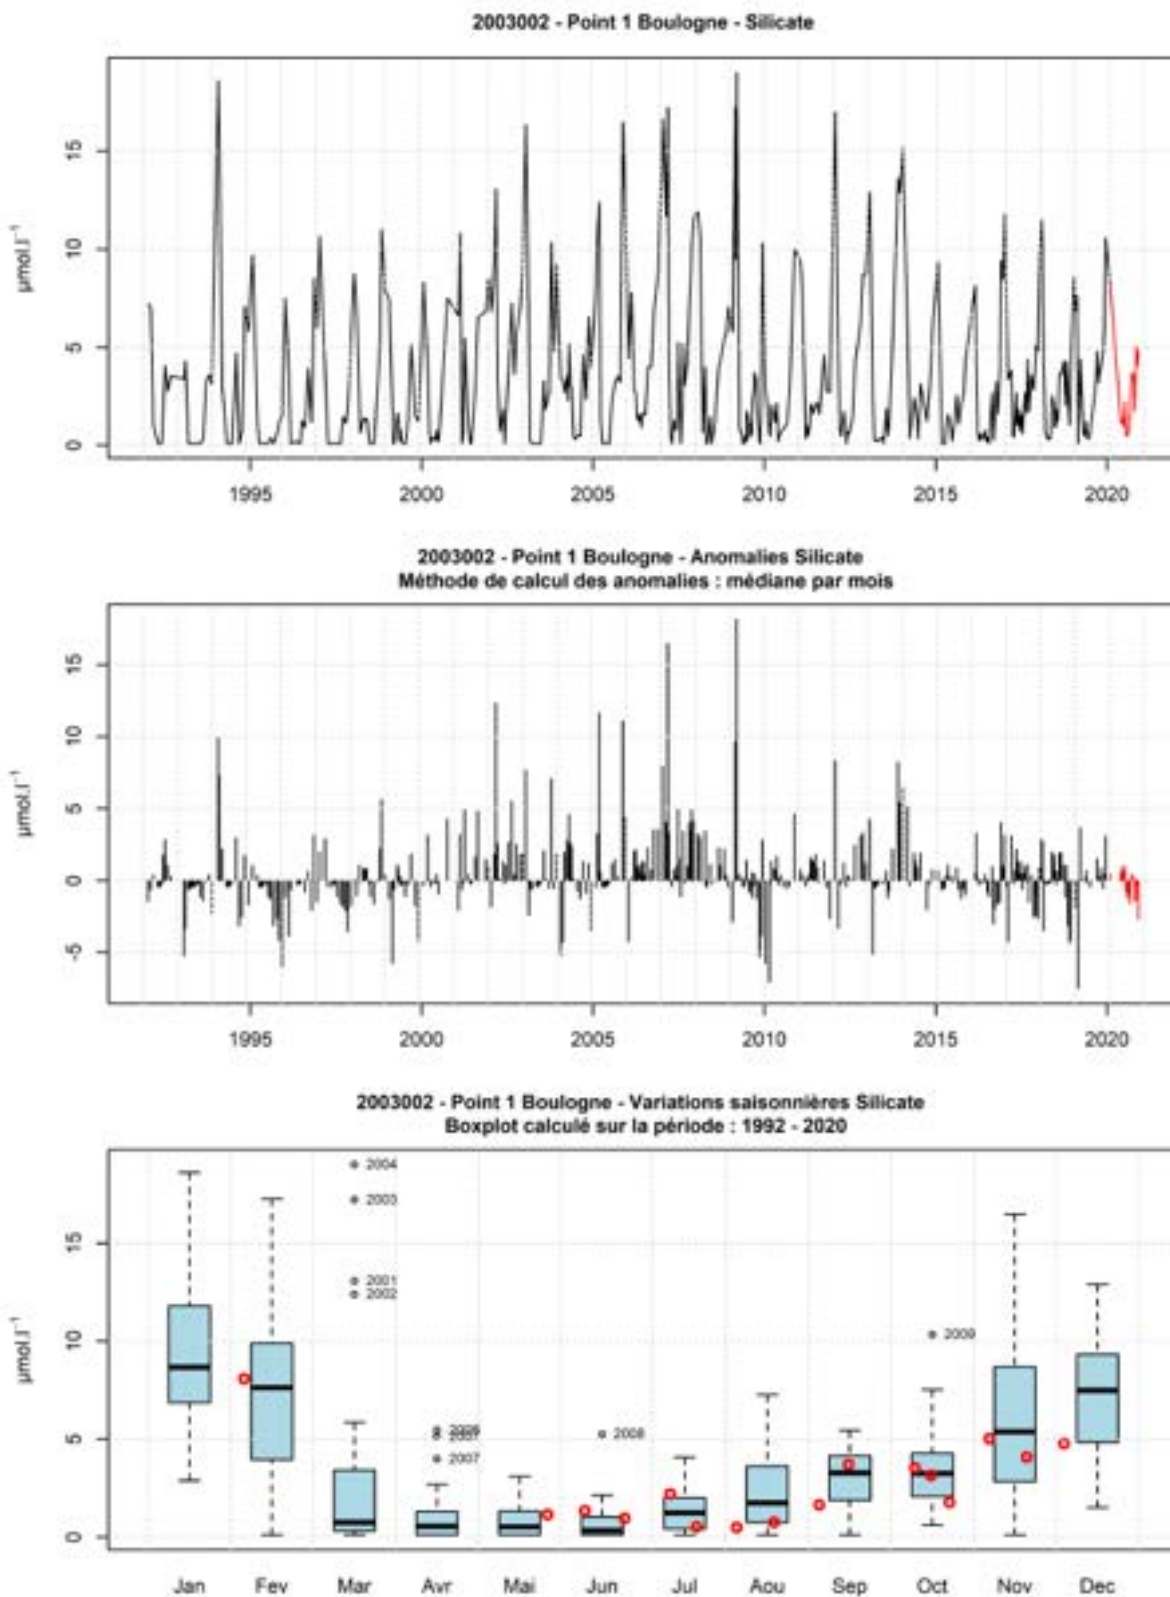 2003002 - Point 1 Boulogne - Silicate
µmol.l⁻¹
15
10
5
0
1995 2000 2005 2010 2015 2020
2003002 - Point 1 Boulogne - Anomalies Silicate
Méthode de calcul des anomalies : médiane par mois
µmol.l⁻¹
15
10
5
0
-5
1995 2000 2005 2010 2015 2020
2003002 - Point 1 Boulogne - Variations saisonnières Silicate
Boxplot calculé sur la période : 1992 - 2020
µmol.l⁻¹
15
10
5
0
2004
2003
2001
2002
2007
2008
2009
Jan Fev Mar Avr Mai Jun Jul Aou Sep Oct Nov Dec